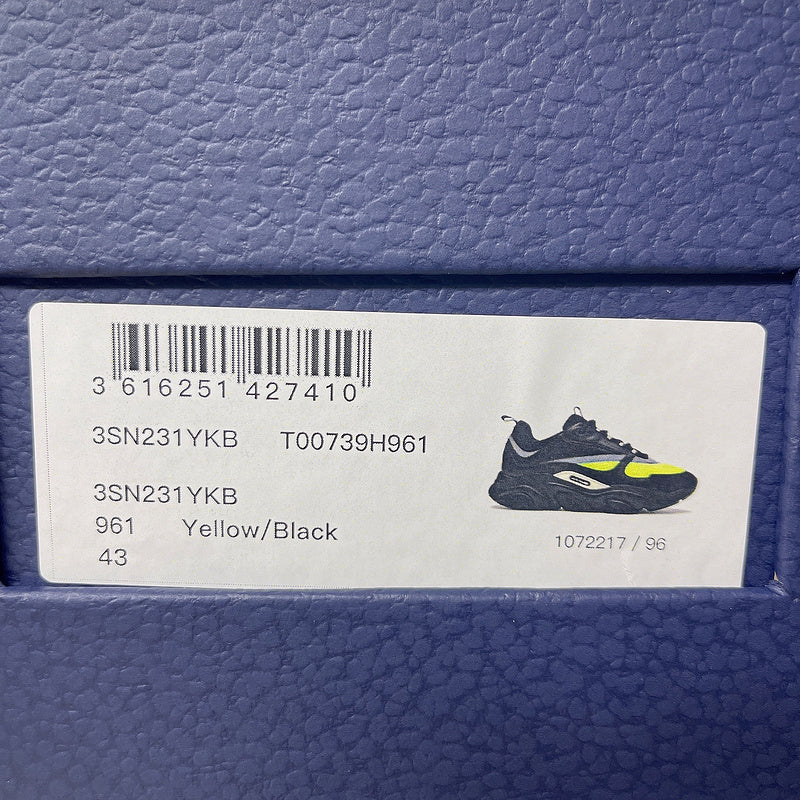 3 616251 427410
3SN231YKB T00739H961
3SN231YKB
961 Yellow/Black
43
1072217 / 96